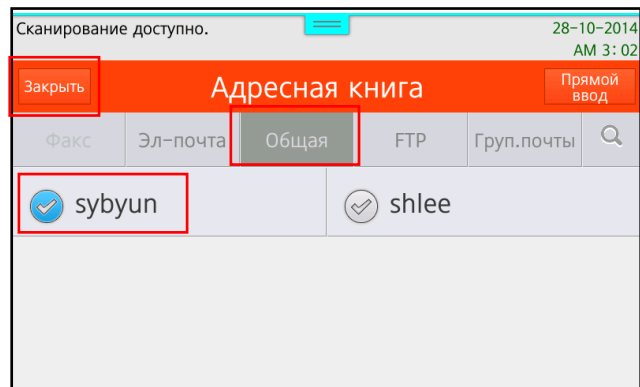 Сканирование доступно.
28-10-2014
AM 3:02
Закрыть
Адресная книга
Прямой
ввод
Факс
Эл-почта
Общая
FTP
Груп.почты
sybyun
shlee